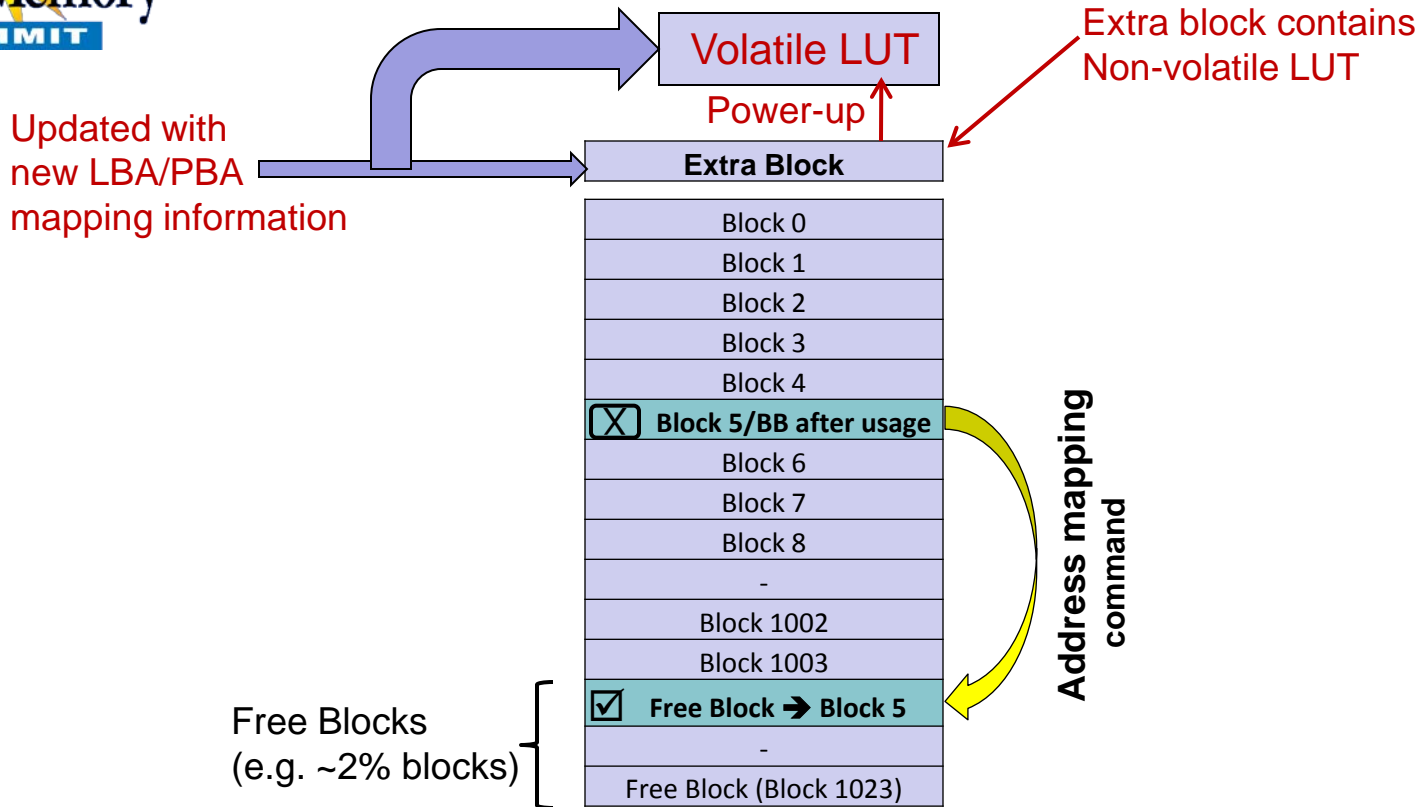 Memory
Volatile LUT
Extra block contains
Non-volatile LUT
Power-up
Updated with
new LBA/PBA
mapping information
Extra Block
Block 0
Block 1
Block 2
Block 3
Block 4
X Block 5/BB after usage
Block 6
Block 7
Block 8
-
Block 1002
Block 1003
☑ Free Block ➔ Block 5
-
Free Block (Block 1023)
Free Blocks
(e.g. ~2% blocks)
Address mapping
command